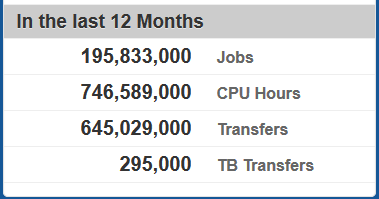 In the last 12 Months
195,833,000 Jobs
746,589,000 CPU Hours
645,029,000 Transfers
295,000 TB Transfers